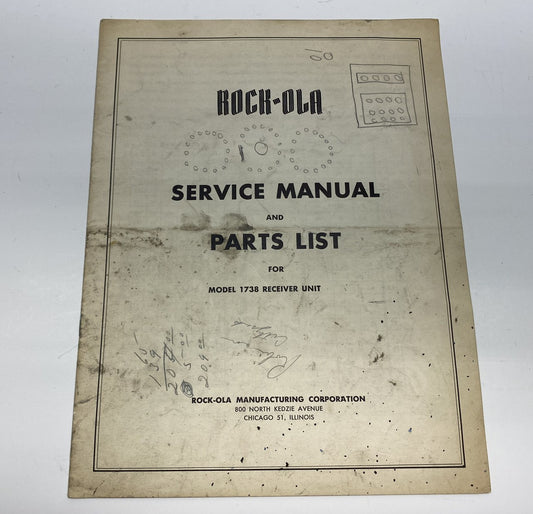 ROCK-OLA
SERVICE MANUAL
AND
PARTS LIST
FOR
MODEL 1738 RECEIVER UNIT
ROCK-OLA MANUFACTURING CORPORATION
800 NORTH KEDZIE AVENUE
CHICAGO 51, ILLINOIS